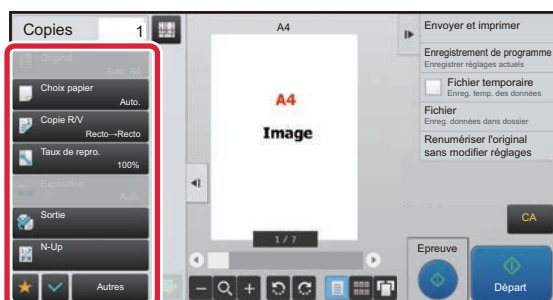 Copies 1
Original
Auto. A4
Choix papier
Auto.
Copie R/V
Recto→Recto
Taux de repro.
100%
Exposition
Auto.
Sortie
N-Up
Autres
A4
A4
Image
1 / 7
Envoyer et imprimer
Enregistrement de programme
Enregistrer réglages actuels
Fichier temporaire
Enreg. temp. des données
Fichier
Enreg. données dans dossier
Renumériser l'original
sans modifier réglages
CA
Epreuve
Départ